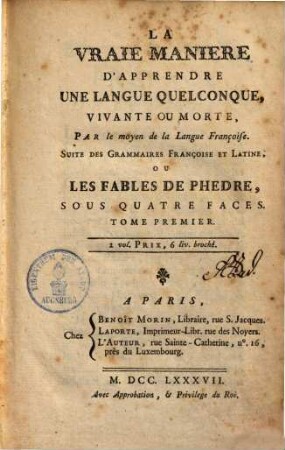 LA
VRAIE MANIERE
D'APPRENDRE
UNE LANGUE QUELCONQUE,
VIVANTE OU MORTE,
PAR le moyen de la Langue Françoise.
SUITE DES GRAMMAIRES FRANÇOISE ET LATINE,
OU
LES FABLES DE PHEDRE,
SOUS QUATRE FACES.
TOME PREMIER.
2 vol. PRIX, 6 liv. broché.
A PARIS,
Chez
BENOÎT MORIN, Libraire, rue S. Jacques.
LAPORTE, Imprimeur-Libr. rue des Noyers.
L'AUTEUR, rue Sainte-Catherine, n°. 16,
près du Luxembourg.
M. DCC. LXXXVII.
Avec Approbation, & Privilege du Roi.